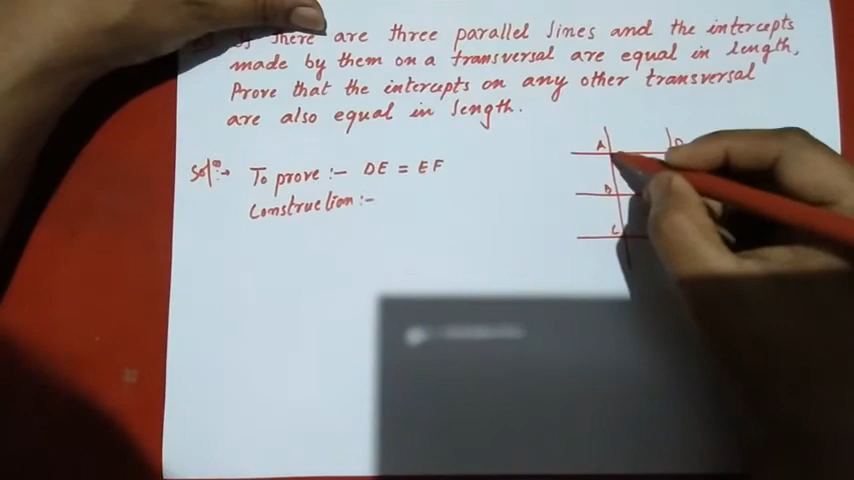 If there are three parallel lines and the intercepts
made by them on a transversal are equal in length,
Prove that the intercepts on any other transversal
are also equal in length.
Sol:→ To prove :- DE = EF
Construction :-
A D
B
C